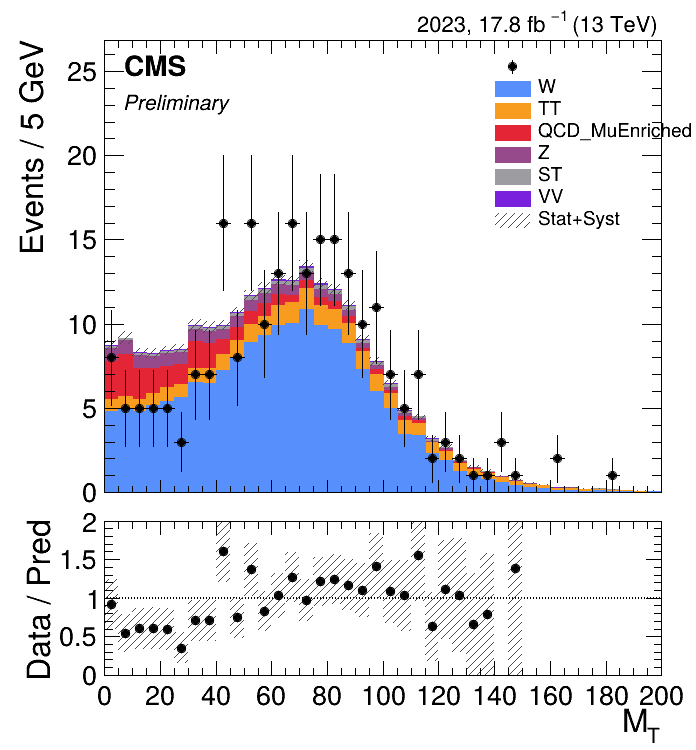 2023, 17.8 fb⁻¹ (13 TeV)
Events / 5 GeV
25
20
15
10
5
0
CMS
Preliminary
W
TT
QCD_MuEnriched
Z
ST
VV
Stat+Syst
Data / Pred
2
1.5
1
0.5
0
0 20 40 60 80 100 120 140 160 180 200
M_T